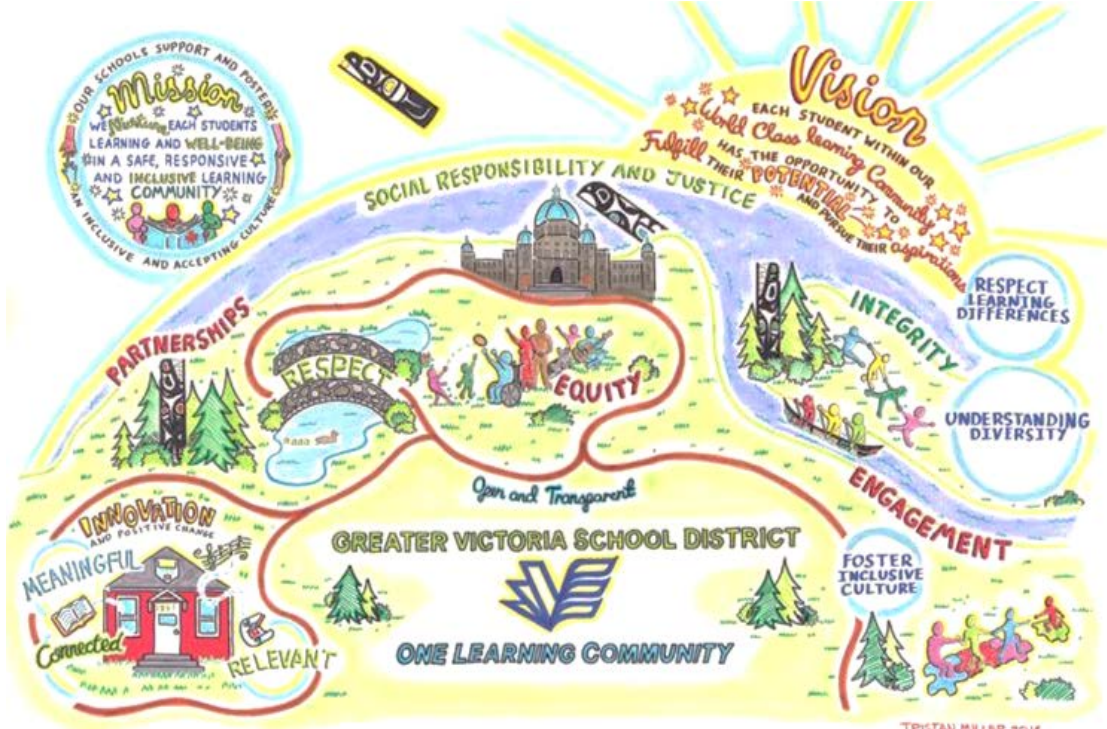 OUR SCHOOLS SUPPORT AND FOSTER
Mission
WE Nurture EACH STUDENTS
LEARNING AND WELL-BEING
IN A SAFE, RESPONSIVE
AND INCLUSIVE LEARNING
COMMUNITY
AN INCLUSIVE AND ACCEPTING CULTURE
Vision
EACH STUDENT WITHIN OUR
World Class learning Community
HAS THE OPPORTUNITY TO
Fulfill THEIR POTENTIAL
AND PURSUE THEIR aspirations
SOCIAL RESPONSIBILITY AND JUSTICE
PARTNERSHIPS
RESPECT
EQUITY
INTEGRITY
RESPECT
LEARNING
DIFFERENCES
UNDERSTANDING
DIVERSITY
ENGAGEMENT
Open and Transparent
INNOVATION
AND POSITIVE CHANGE
MEANINGFUL
Connected
RELEVANT
GREATER VICTORIA SCHOOL DISTRICT
ONE LEARNING COMMUNITY
FOSTER
INCLUSIVE
CULTURE
TRISTAN MILLER